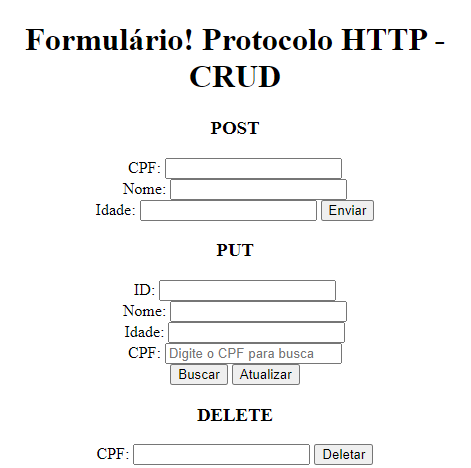 Formulário! Protocolo HTTP -
CRUD
POST
CPF:
Nome:
Idade: Enviar
PUT
ID:
Nome:
Idade:
CPF: Digite o CPF para busca
Buscar Atualizar
DELETE
CPF: Deletar